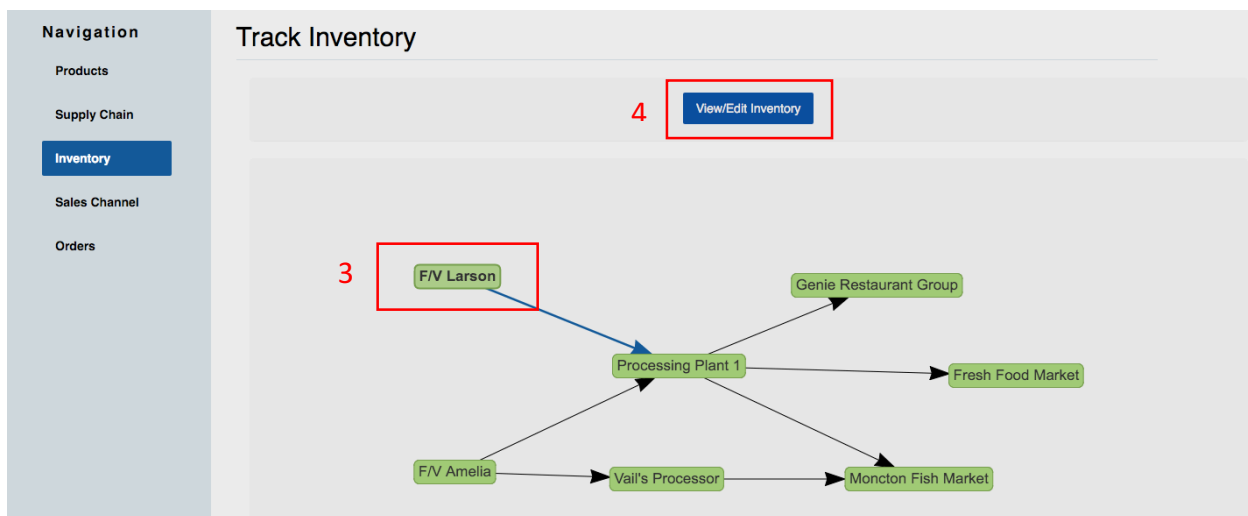 Navigation
Products
Supply Chain
Inventory
Sales Channel
Orders
Track Inventory
4
View/Edit Inventory
3
F/V Larson
Genie Restaurant Group
Processing Plant 1
Fresh Food Market
F/V Amelia
Vail's Processor
Moncton Fish Market